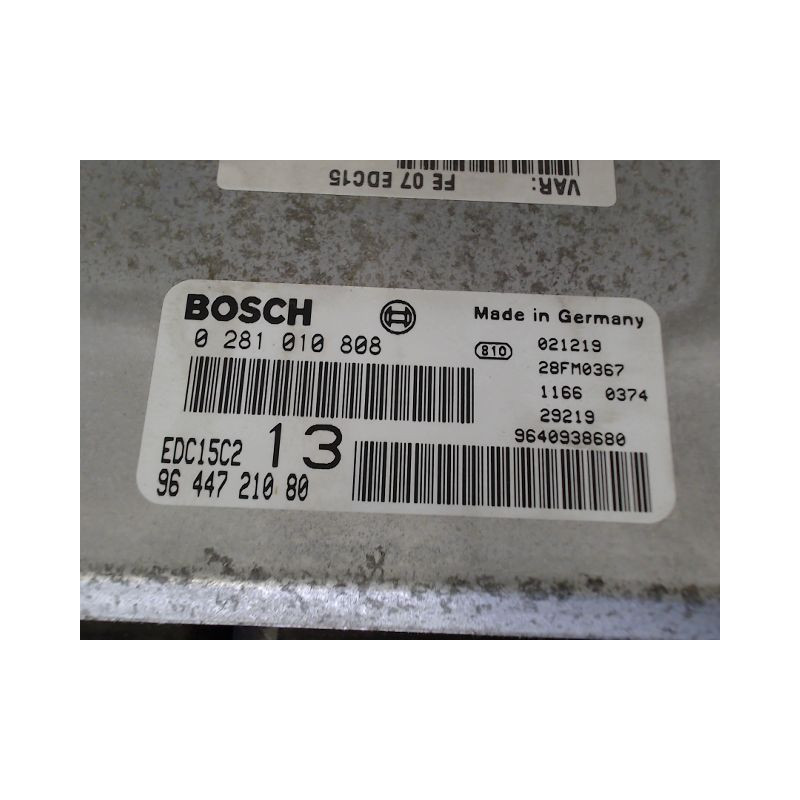 VAR: FE 07 EDC15
BOSCH
Made in Germany
0 281 010 808
810 021219
28FM0367
1166 0374
29219
9640938680
EDC15C2 13
96 447 210 80